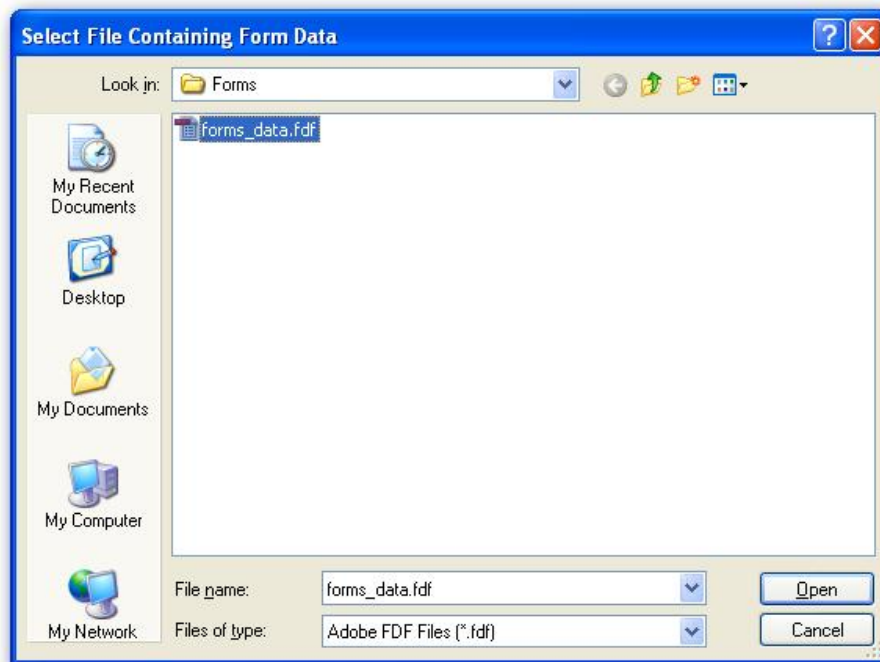 Select File Containing Form Data
Look in:
Forms
forms_data.fdf
My Recent
Documents
Desktop
My Documents
My Computer
My Network
File name:
forms_data.fdf
Open
Files of type:
Adobe FDF Files (*.fdf)
Cancel